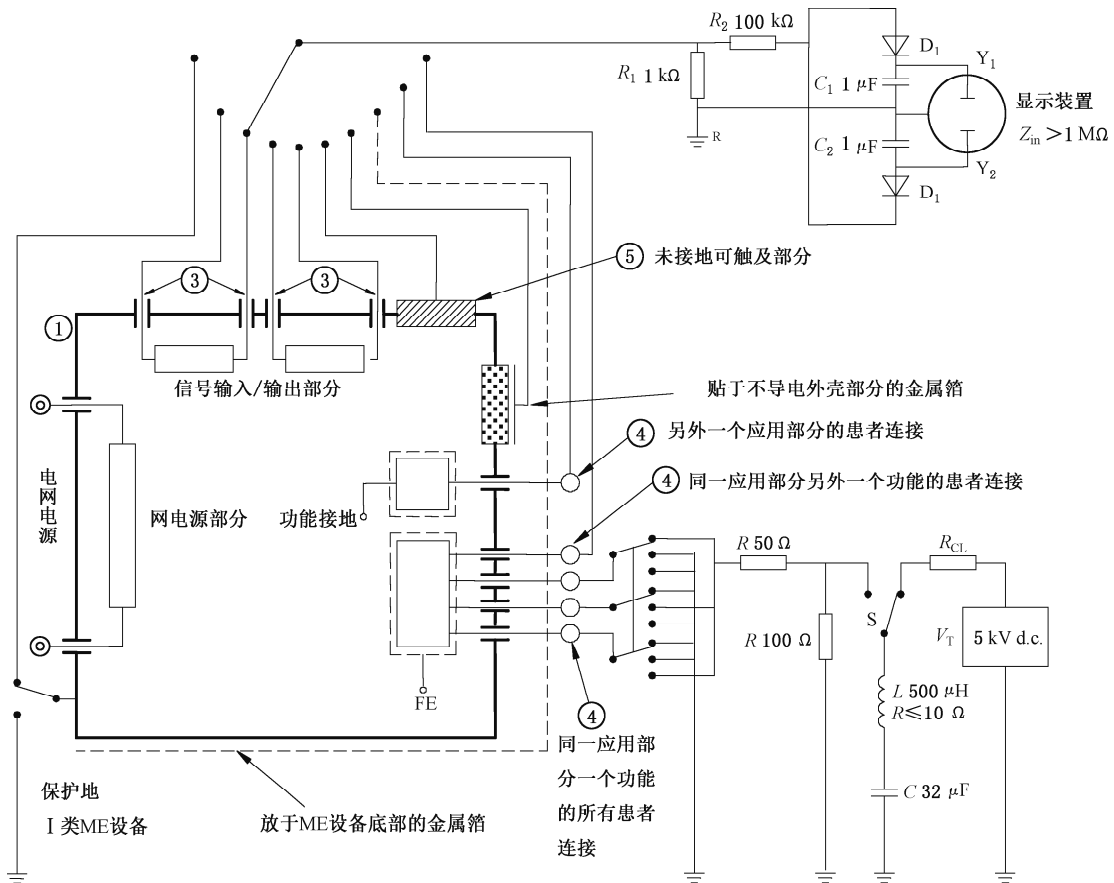 R₂ 100 kΩ
D₁
Y₁
R₁ 1 kΩ
C₁ 1 μF
显示装置
Zin＞1 MΩ
R
C₂ 1 μF
Y₂
D₁
⑤ 未接地可触及部分
③
③
①
信号输入/输出部分
贴丁不导电外壳部分的金属箔
④ 另外一个应用部分的患者连接
④ 同一应用部分另外一个功能的患者连接
电网电源
网电源部分
功能接地
R 50 Ω
RCL
S
R 100 Ω
VT
5 kV d.c.
FE
L 500 μH
R≤10 Ω
④
同一应用部
分一个功能
的所有患者
连接
C 32 μF
保护地
Ⅰ类ME设备
放于ME设备底部的金属箔